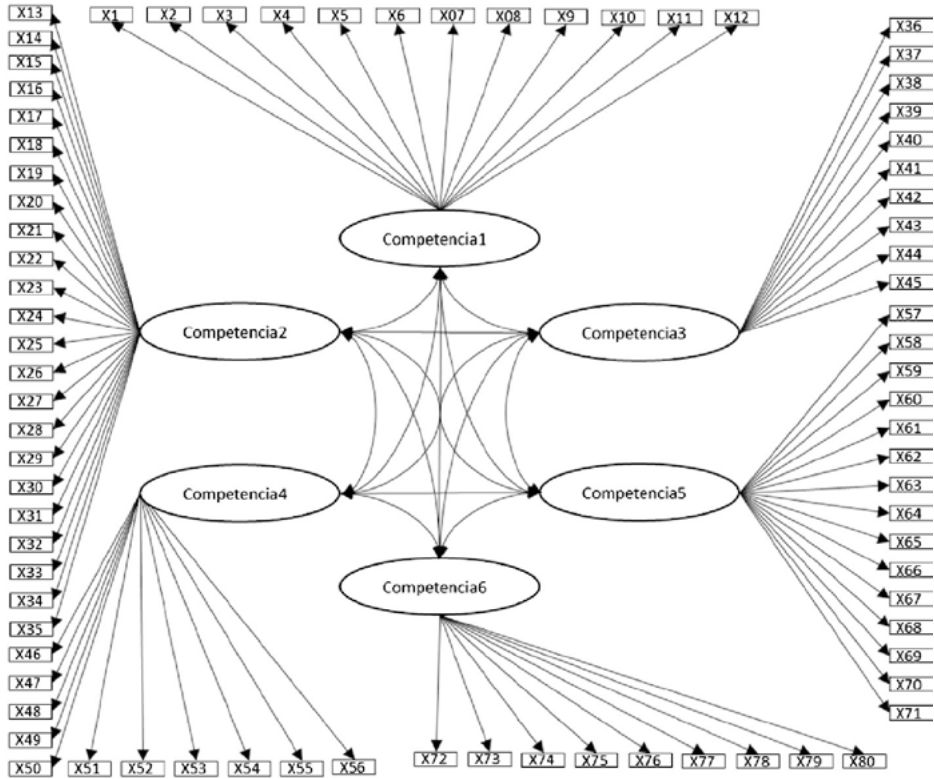 X1 X2 X3 X4 X5 X6 X07 X08 X9 X10 X11 X12
X13
X14
X15
X16
X17
X18
X19
X20
X21
X22
X23
X24
X25
X26
X27
X28
X29
X30
X31
X32
X33
X34
X35
X46
X47
X48
X49
X50
X36
X37
X38
X39
X40
X41
X42
X43
X44
X45
X57
X58
X59
X60
X61
X62
X63
X64
X65
X66
X67
X68
X69
X70
X71
Competencia1
Competencia2
Competencia3
Competencia4
Competencia5
Competencia6
X51 X52 X53 X54 X55 X56
X72 X73 X74 X75 X76 X77 X78 X79 X80